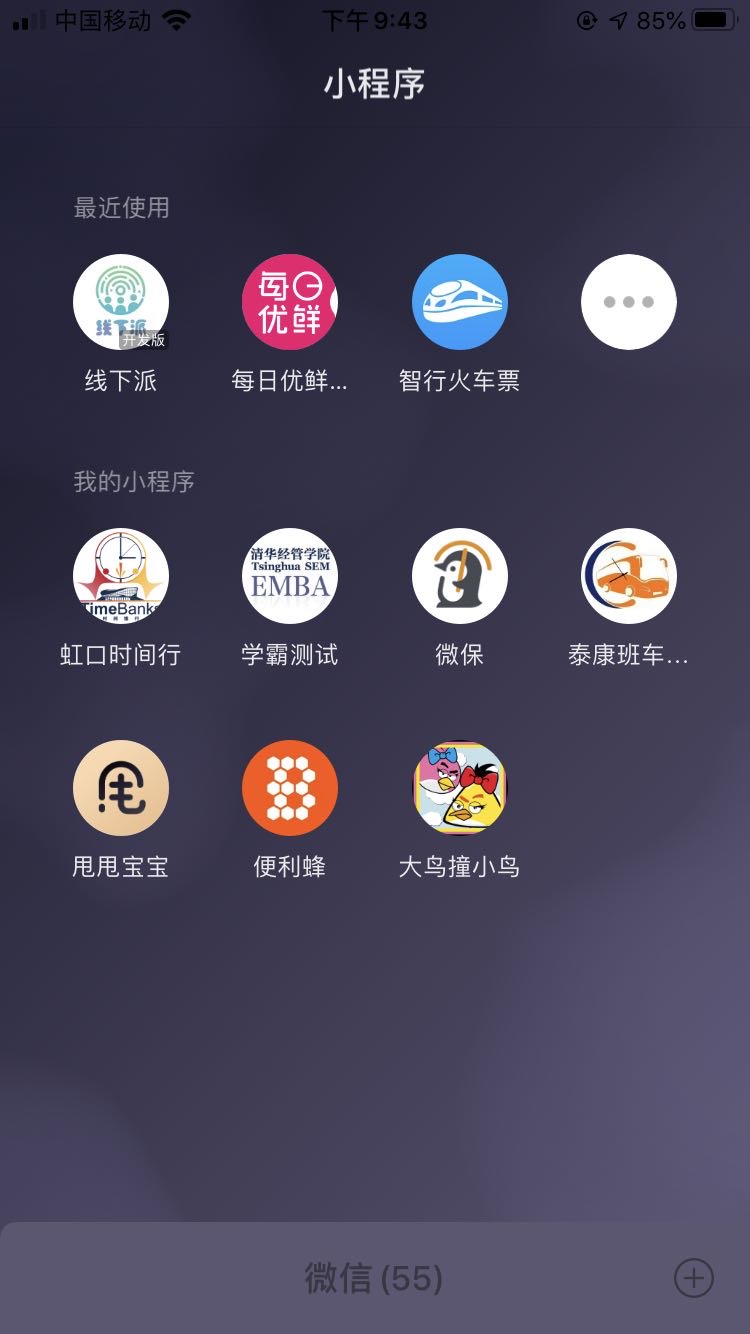 中国移动
下午9:43
85%
小程序
最近使用
线下派
开发版
每日
优鲜
线下派
每日优鲜...
智行火车票
我的小程序
TimeBank
清华经管学院
Tsinghua SEM
EMBA
虹口时间行
学霸测试
微保
泰康班车...
甩
甩甩宝宝
便利蜂
大鸟撞小鸟
微信(55)